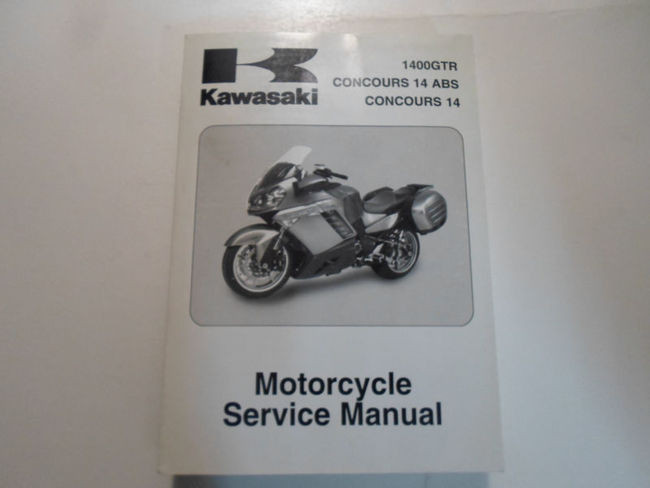 1400GTR
CONCOURS 14 ABS
CONCOURS 14
Kawasaki
Motorcycle
Service Manual